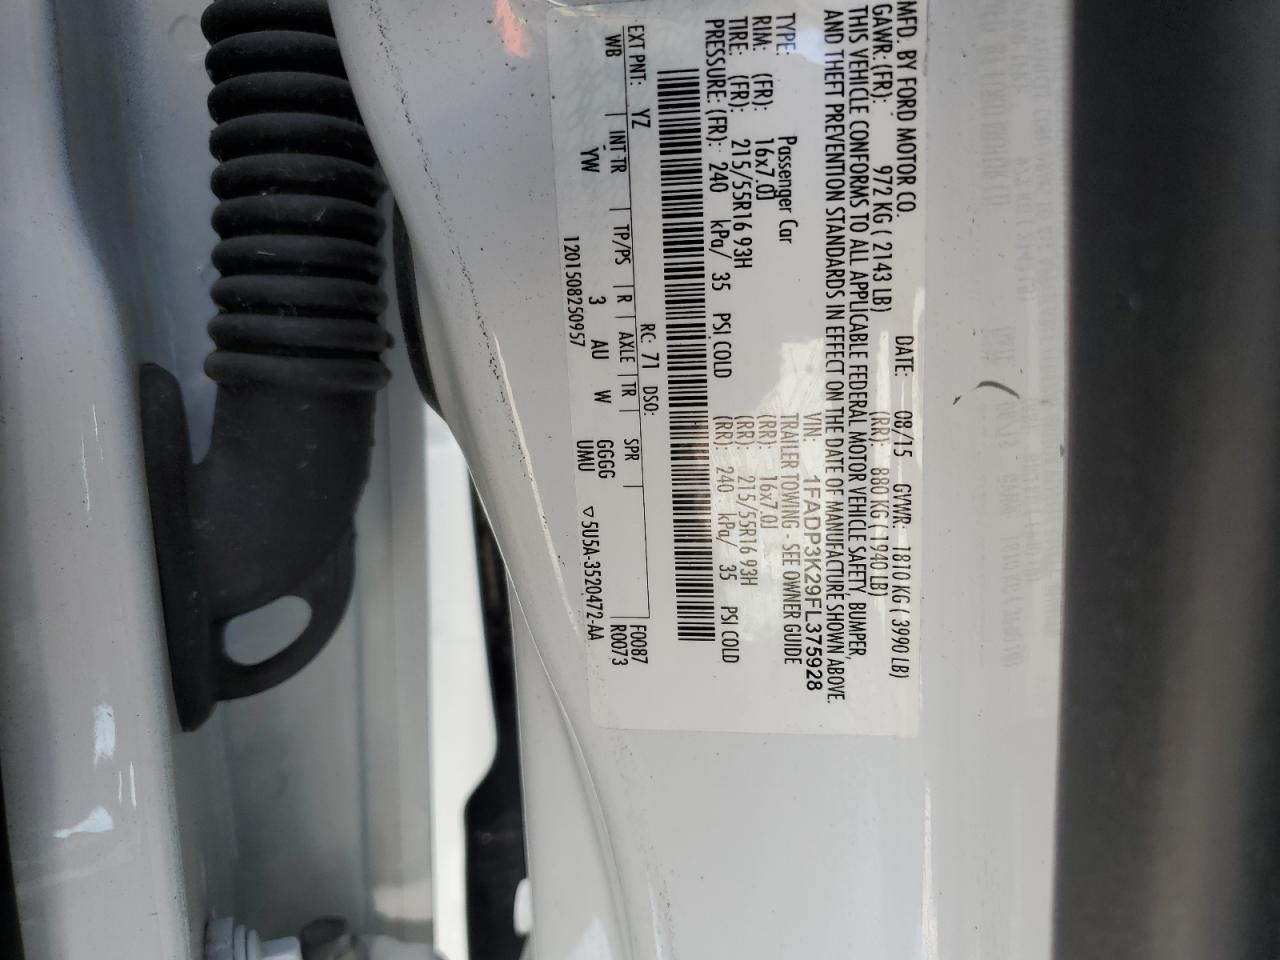 MFD. BY FORD MOTOR CO.
DATE: 08/15 GVWR: 1810 KG ( 3990 LB)
GAWR: (FR): 972 KG ( 2143 LB) (RR): 880 KG ( 1940 LB)
THIS VEHICLE CONFORMS TO ALL APPLICABLE FEDERAL MOTOR VEHICLE SAFETY, BUMPER,
AND THEFT PREVENTION STANDARDS IN EFFECT ON THE DATE OF MANUFACTURE SHOWN ABOVE.
VIN: 1FADP3K29FL375928
TYPE: Passenger Car TRAILER TOWING - SEE OWNER GUIDE
RIM: (FR): 16x7.0J (RR): 16x7.0J
TIRE: (FR): 215/55R16 93H (RR): 215/55R16 93H
PRESSURE: (FR): 240 kPa/ 35 PSI COLD (RR): 240 kPa/ 35 PSI COLD
EXT PNT: YZ RC: 71 DSO: F0087
WB INT TR TP/PS R AXLE TR SPR R0073
YW 3 AU W GGGG
UMU
1201508250957 ▽5U5A-3520472-AA